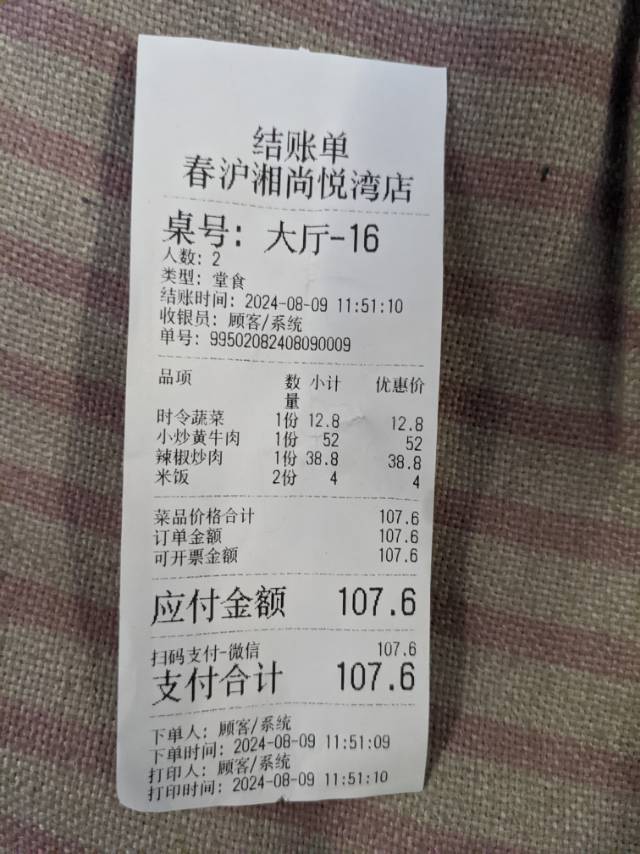 结账单
春沪湘尚悦湾店
桌号: 大厅-16
人数: 2
类型: 堂食
结账时间: 2024-08-09 11:51:10
收银员: 顾客/系统
单号: 99502082408090009
品项 数量 小计 优惠价
时令蔬菜 1份 12.8 12.8
小炒黄牛肉 1份 52 52
辣椒炒肉 1份 38.8 38.8
米饭 2份 4 4
菜品价格合计 107.6
订单金额 107.6
可开票金额 107.6
应付金额 107.6
扫码支付-微信 107.6
支付合计 107.6
下单人: 顾客/系统
下单时间: 2024-08-09 11:51:09
打印人: 顾客/系统
打印时间: 2024-08-09 11:51:10